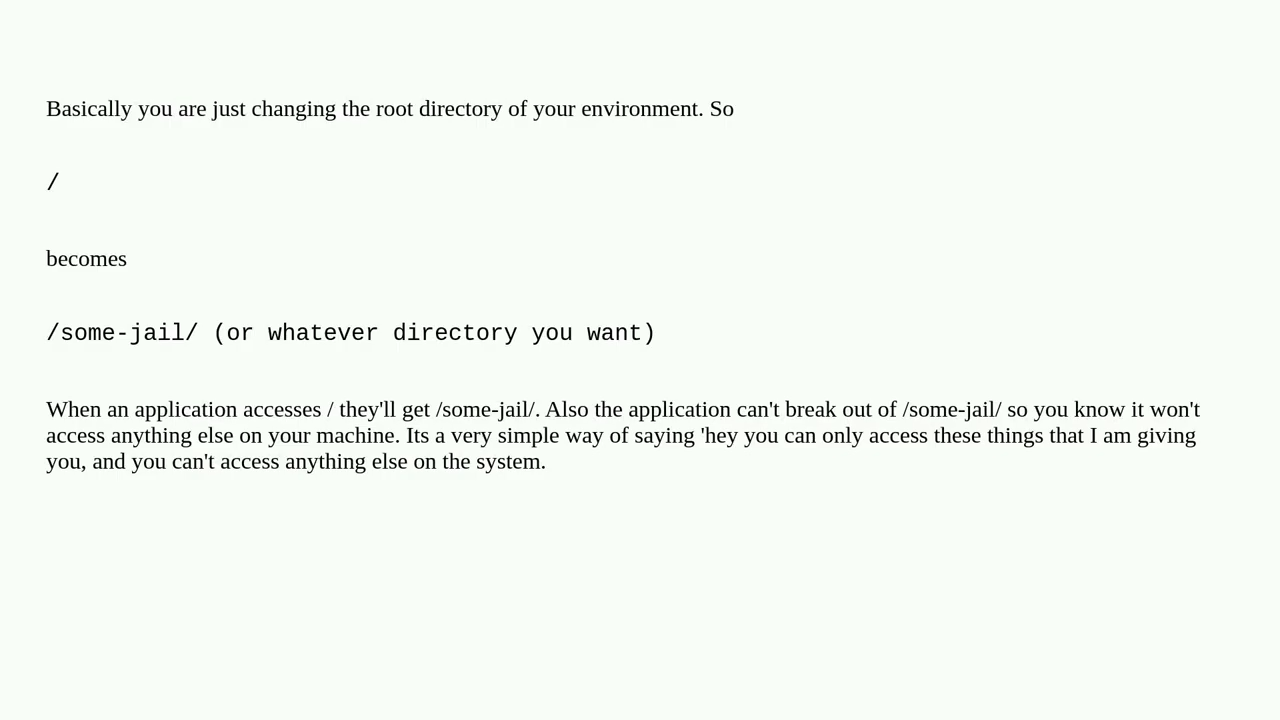 Basically you are just changing the root directory of your environment. So
/
becomes
/some-jail/ (or whatever directory you want)
When an application accesses / they'll get /some-jail/. Also the application can't break out of /some-jail/ so you know it won't
access anything else on your machine. Its a very simple way of saying 'hey you can only access these things that I am giving
you, and you can't access anything else on the system.